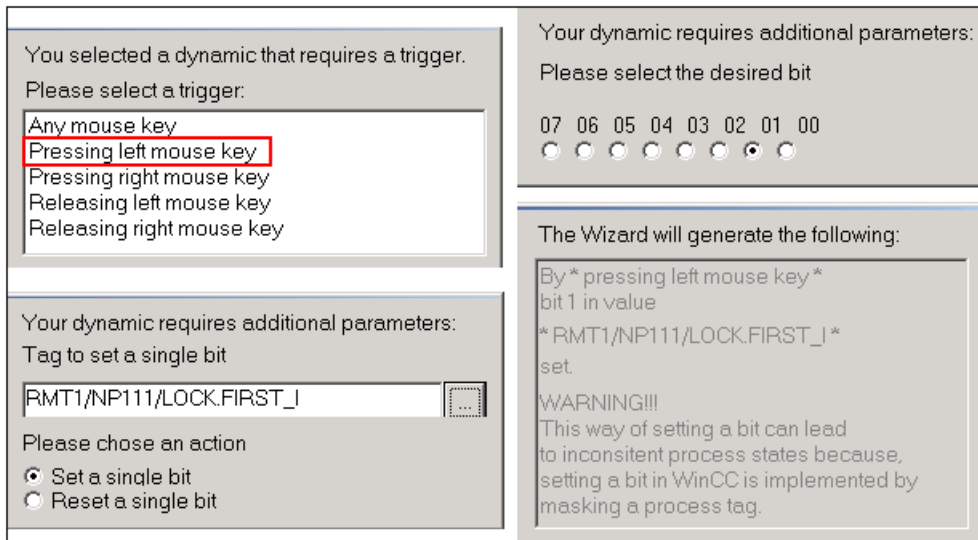 You selected a dynamic that requires a trigger.
Please select a trigger:
Any mouse key
Pressing left mouse key
Pressing right mouse key
Releasing left mouse key
Releasing right mouse key
Your dynamic requires additional parameters:
Tag to set a single bit
RMT1/NP111/LOCK.FIRST_I
...
Please chose an action
Set a single bit
Reset a single bit
Your dynamic requires additional parameters:
Please select the desired bit
07 06 05 04 03 02 01 00
The Wizard will generate the following:
By * pressing left mouse key *
bit 1 in value
* RMT1/NP111/LOCK.FIRST_I *
set.
WARNING!!!
This way of setting a bit can lead
to inconsitent process states because,
setting a bit in WinCC is implemented by
masking a process tag.